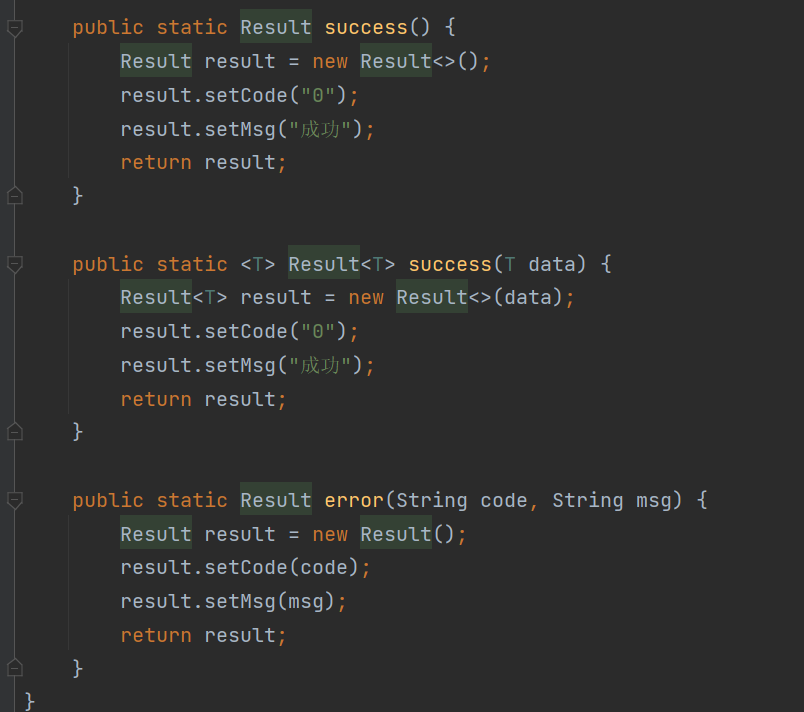 public static Result success() {
Result result = new Result<>();
result.setCode("0");
result.setMsg("成功");
return result;
}
public static <T> Result<T> success(T data) {
Result<T> result = new Result<>(data);
result.setCode("0");
result.setMsg("成功");
return result;
}
public static Result error(String code, String msg) {
Result result = new Result();
result.setCode(code);
result.setMsg(msg);
return result;
}
}